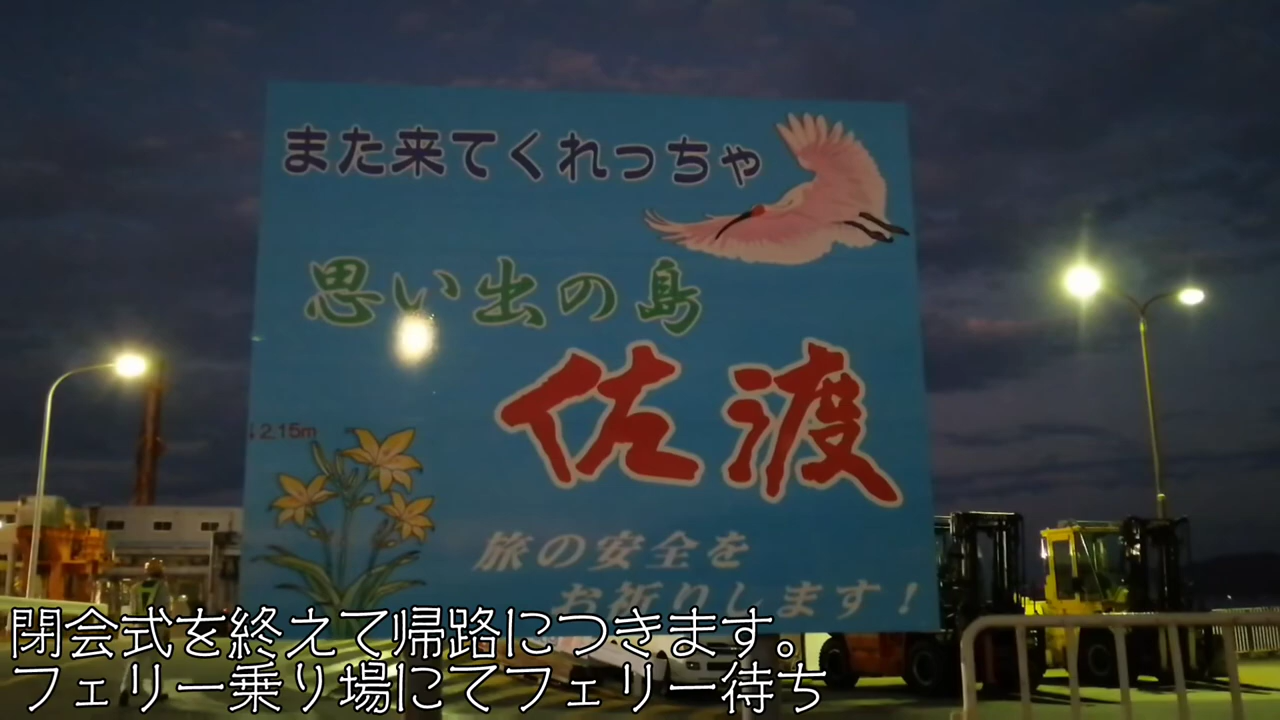 また来てくれっちゃ
思い出の島
佐渡
↓2.15m
旅の安全を
お祈りします!
閉会式を終えて帰路につきます。
フェリー乗り場にてフェリー待ち